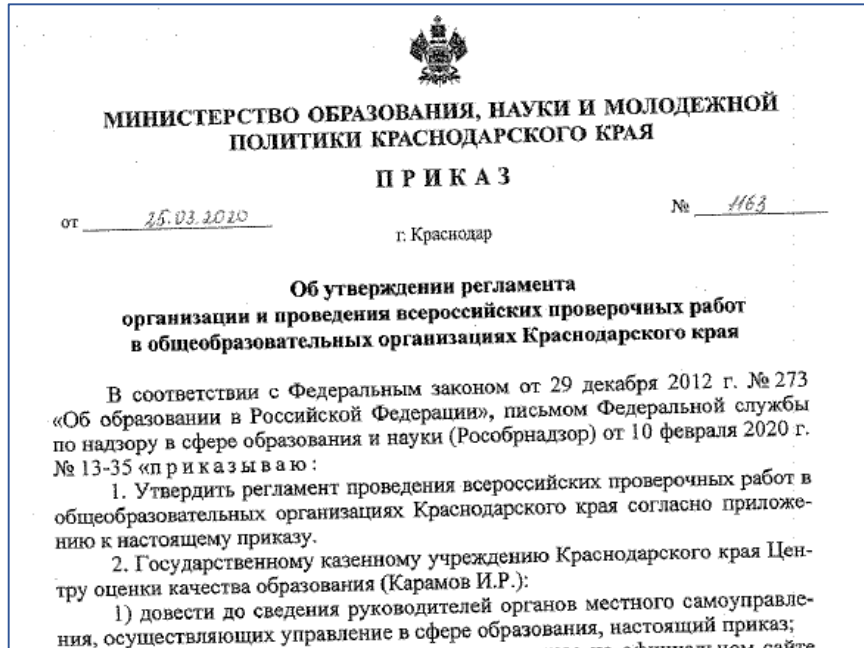 МИНИСТЕРСТВО ОБРАЗОВАНИЯ, НАУКИ И МОЛОДЕЖНОЙ
ПОЛИТИКИ КРАСНОДАРСКОГО КРАЯ
П Р И К А З
от 25.03.2020 № 1163
г. Краснодар
Об утверждении регламента
организации и проведения всероссийских проверочных работ
в общеобразовательных организациях Краснодарского края
В соответствии с Федеральным законом от 29 декабря 2012 г. № 273
«Об образовании в Российской Федерации», письмом Федеральной службы
по надзору в сфере образования и науки (Рособрнадзор) от 10 февраля 2020 г.
№ 13-35 «п р и к а з ы в а ю :
1. Утвердить регламент проведения всероссийских проверочных работ в
общеобразовательных организациях Краснодарского края согласно приложе-
нию к настоящему приказу.
2. Государственному казенному учреждению Краснодарского края Цен-
тру оценки качества образования (Карамов И.Р.):
1) довести до сведения руководителей органов местного самоуправле-
ния, осуществляющих управление в сфере образования, настоящий приказ;
на официальном сайте